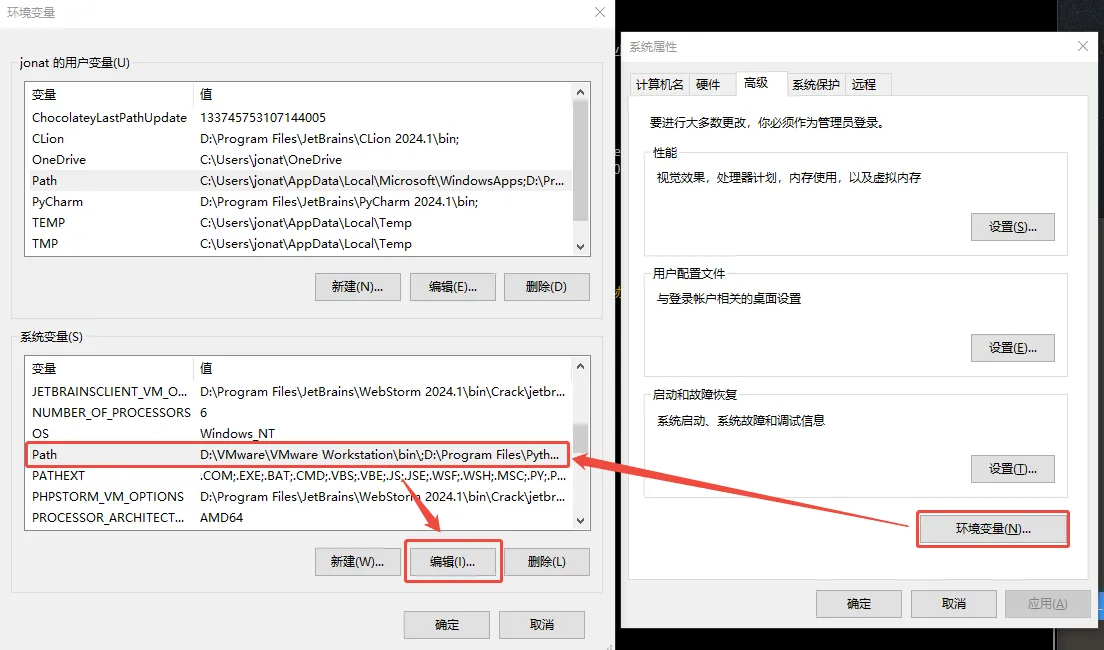 环境变量
jonat 的用户变量(U)
变量 值
ChocolateyLastPathUpdate 133745753107144005
CLion D:\Program Files\JetBrains\CLion 2024.1\bin;
OneDrive C:\Users\jonat\OneDrive
Path C:\Users\jonat\AppData\Local\Microsoft\WindowsApps;D:\Pr...
PyCharm D:\Program Files\JetBrains\PyCharm 2024.1\bin;
TEMP C:\Users\jonat\AppData\Local\Temp
TMP C:\Users\jonat\AppData\Local\Temp
新建(N)... 编辑(E)... 删除(D)
系统变量(S)
变量 值
JETBRAINSCLIENT_VM_O... D:\Program Files\JetBrains\WebStorm 2024.1\bin\Crack\jetbr...
NUMBER_OF_PROCESSORS 6
OS Windows_NT
Path D:\VMware\VMware Workstation\bin\;D:\Program Files\Pyth...
PATHEXT .COM;.EXE;.BAT;.CMD;.VBS;.VBE;.JS;.JSE;.WSF;.WSH;.MSC;.PY;.P...
PHPSTORM_VM_OPTIONS D:\Program Files\JetBrains\WebStorm 2024.1\bin\Crack\jetbr...
PROCESSOR_ARCHITECT... AMD64
新建(W)... 编辑(I)... 删除(L)
确定 取消
系统属性
计算机名 硬件 高级 系统保护 远程
要进行大多数更改，你必须作为管理员登录。
性能
视觉效果，处理器计划，内存使用，以及虚拟内存
设置(S)...
用户配置文件
与登录帐户相关的桌面设置
设置(E)...
启动和故障恢复
系统启动、系统故障和调试信息
设置(T)...
环境变量(N)...
确定 取消 应用(A)